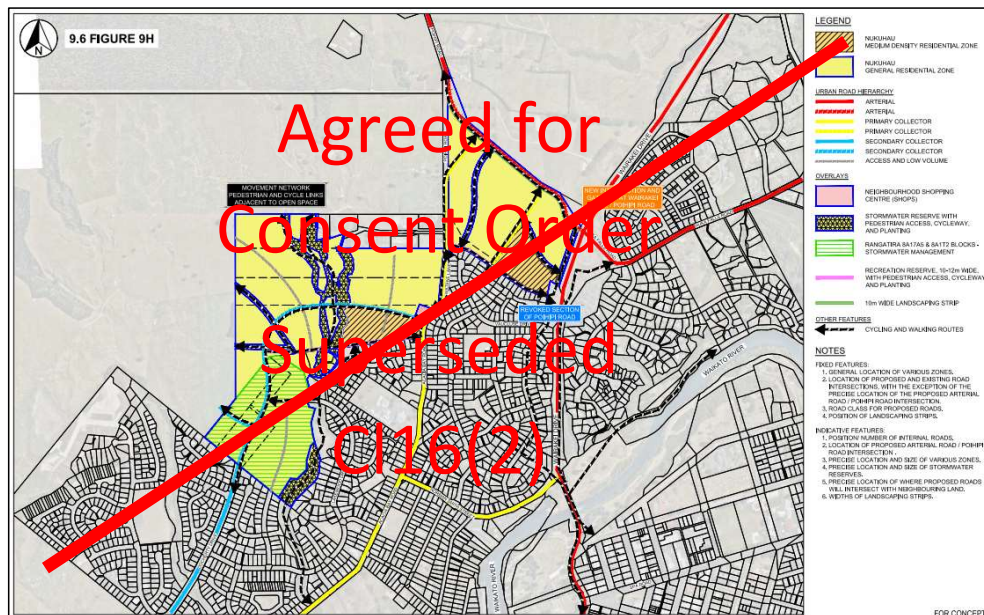 9.6 FIGURE 9H
N
Agreed for
Consent Order
Superseded
Cl16(2)
MOVEMENT NETWORK
PEDESTRIAN AND CYCLE LINKS
ADJACENT TO OPEN SPACE
REVOKED SECTION
OF POIHIPI ROAD
WAIRAKEI DRIVE
WAIKATO RIVER
WAIKATO RIVER
LEGEND
NUKUHAU
MEDIUM DENSITY RESIDENTIAL ZONE
NUKUHAU
GENERAL RESIDENTIAL ZONE
URBAN ROAD HIERARCHY
ARTERIAL
ARTERIAL
PRIMARY COLLECTOR
PRIMARY COLLECTOR
SECONDARY COLLECTOR
SECONDARY COLLECTOR
ACCESS AND LOW VOLUME
OVERLAYS
NEIGHBOURHOOD SHOPPING
CENTRE (SHOPS)
STORMWATER RESERVE WITH
PEDESTRIAN ACCESS, CYCLEWAY,
AND PLANTING
RANGATIRA 8A17A5 & 8A1T2 BLOCKS -
STORMWATER MANAGEMENT
RECREATION RESERVE, 10-12m WIDE,
WITH PEDESTRIAN ACCESS, CYCLEWAY
AND PLANTING
10m WIDE LANDSCAPING STRIP
OTHER FEATURES
CYCLING AND WALKING ROUTES
NOTES
FIXED FEATURES:
1. GENERAL LOCATION OF VARIOUS ZONES.
2. LOCATION OF PROPOSED AND EXISTING ROAD
INTERSECTIONS, WITH THE EXCEPTION OF THE
PRECISE LOCATION OF THE PROPOSED ARTERIAL
ROAD / POIHIPI ROAD INTERSECTION.
3. ROAD CLASS FOR PROPOSED ROADS.
4. POSITION OF LANDSCAPING STRIPS.
INDICATIVE FEATURES:
1. POSITION/ NUMBER OF INTERNAL ROADS.
2. LOCATION OF PROPOSED ARTERIAL ROAD / POIHIPI
ROAD INTERSECTION .
3. PRECISE LOCATION AND SIZE OF VARIOUS ZONES.
4. PRECISE LOCATION AND SIZE OF STORMWATER
RESERVES.
5. PRECISE LOCATION OF WHERE PROPOSED ROADS
WILL INTERSECT WITH NEIGHBOURING LAND.
6. WIDTHS OF LANDSCAPING STRIPS.
FOR CONCEPT